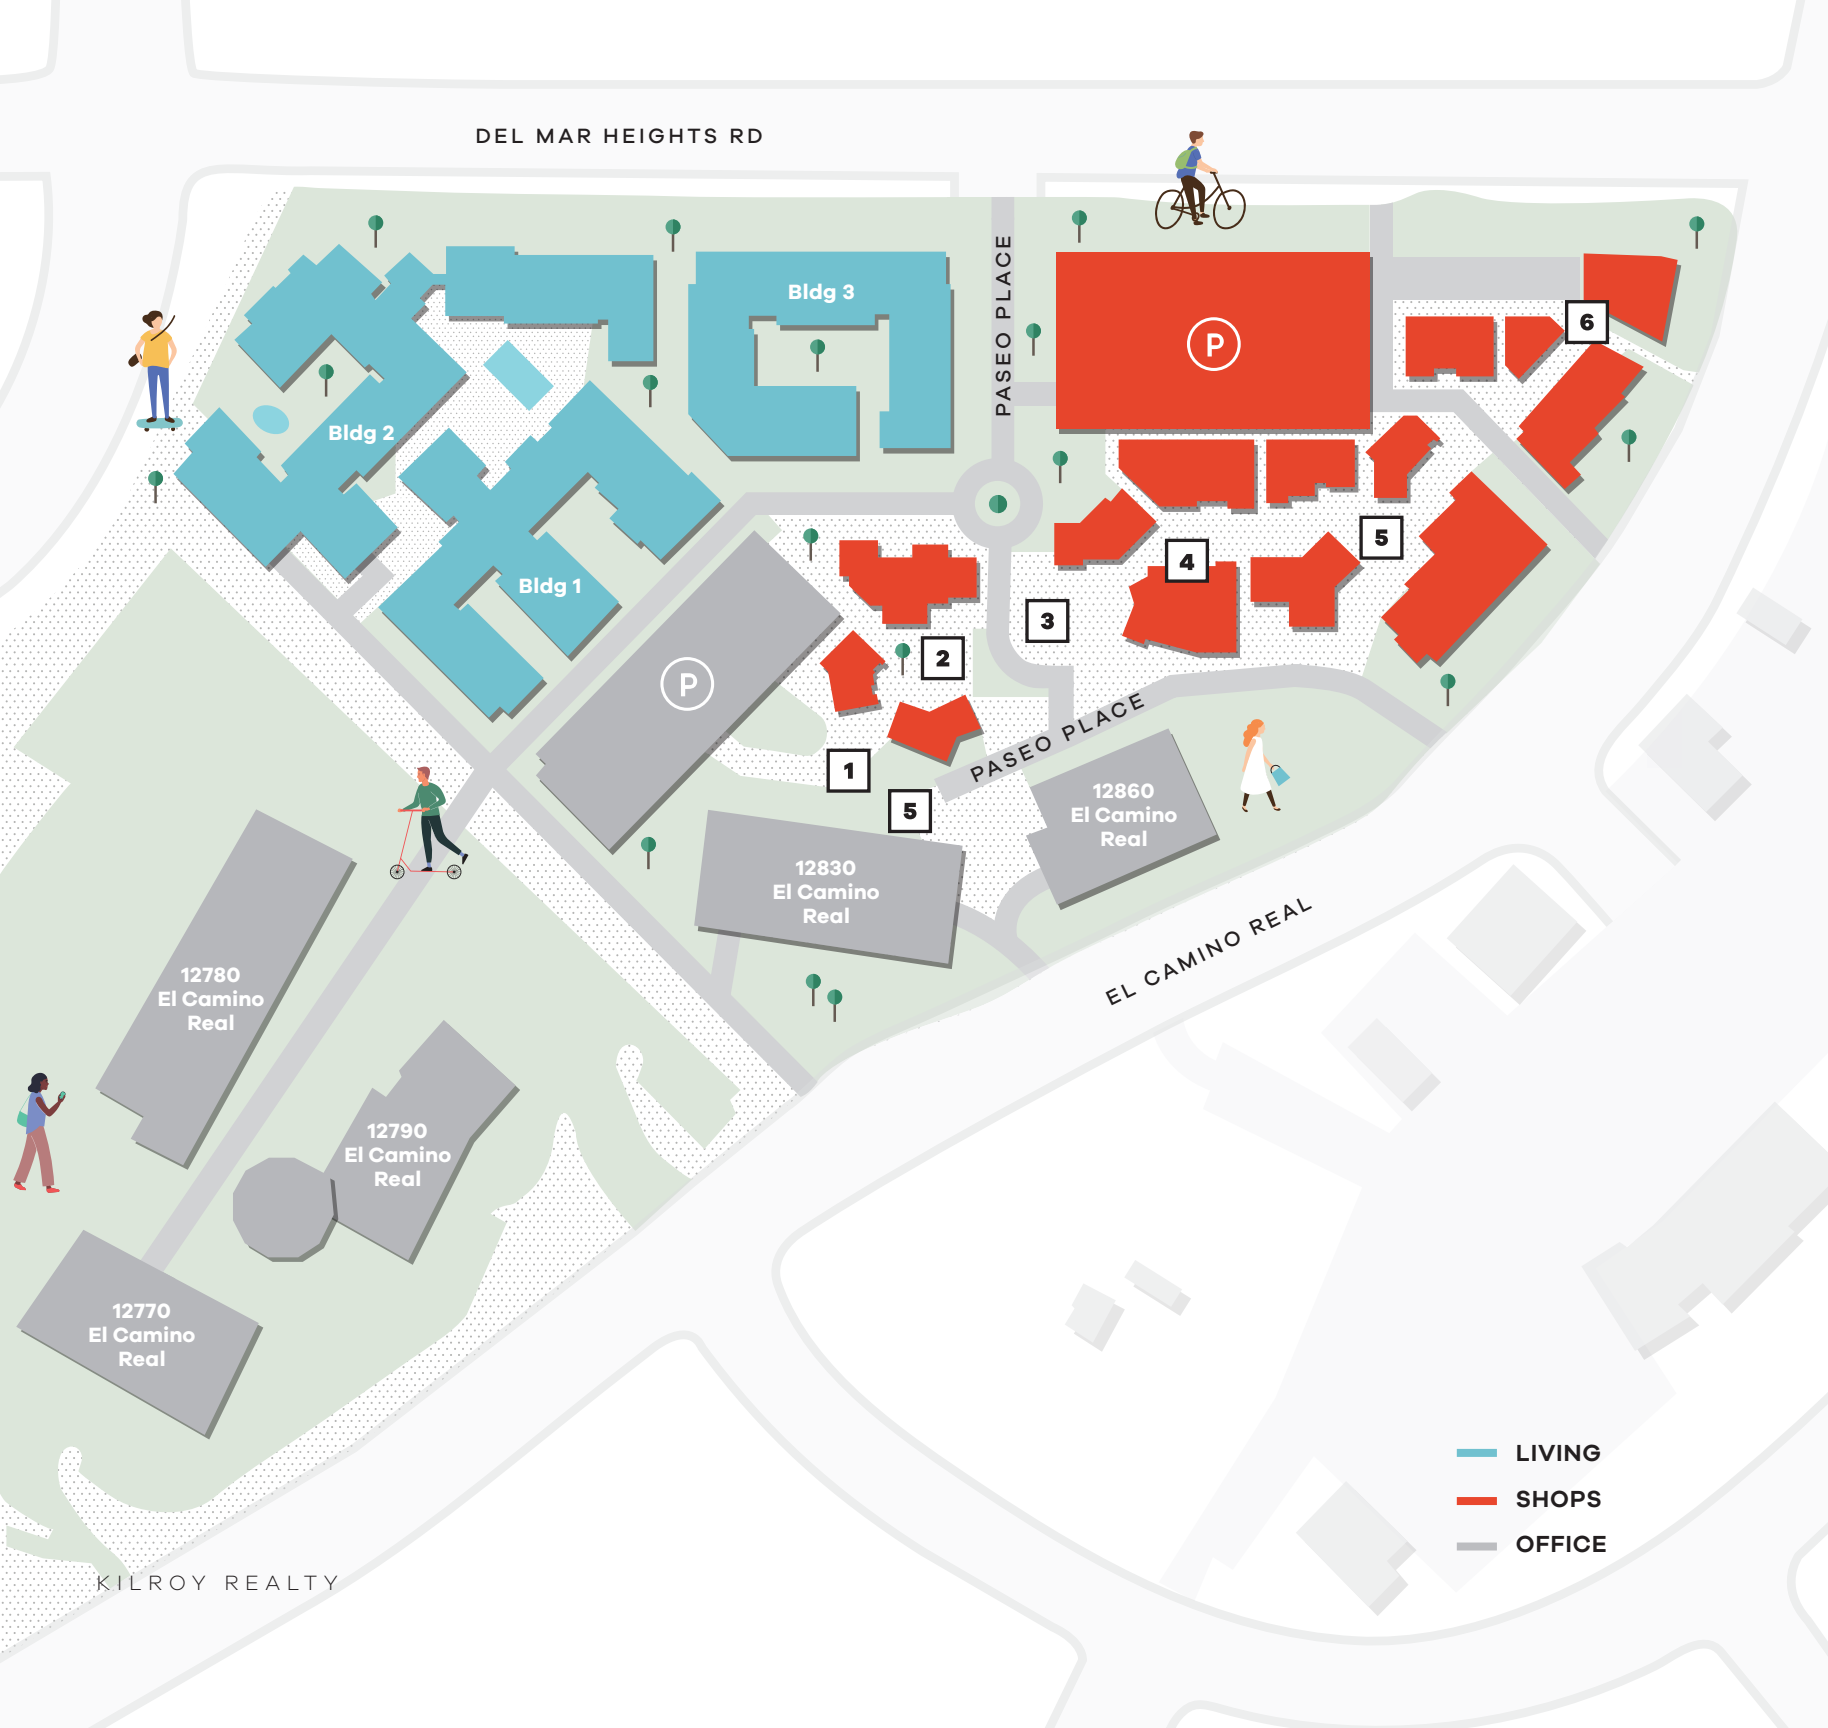 DEL MAR HEIGHTS RD
PASEO PLACE
Bldg 3
P
6
Bldg 2
5
4
Bldg 1
3
2
P
PASEO PLACE
1
5
12860
El Camino
Real
12830
El Camino
Real
EL CAMINO REAL
12780
El Camino
Real
12790
El Camino
Real
12770
El Camino
Real
LIVING
SHOPS
OFFICE
KILROY REALTY